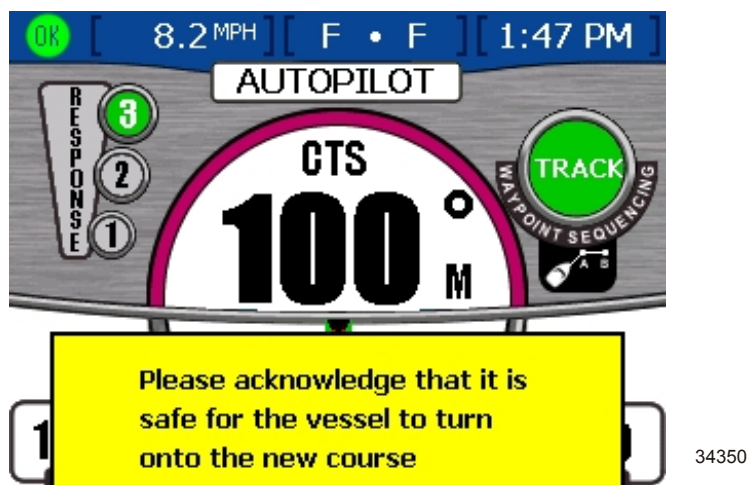 OK 8.2 MPH F • F 1:47 PM
AUTOPILOT
RESPONSE
3
2
1
CTS
100°
M
TRACK
WAYPOINT SEQUENCING
A B
Please acknowledge that it is
safe for the vessel to turn
onto the new course
1
34350